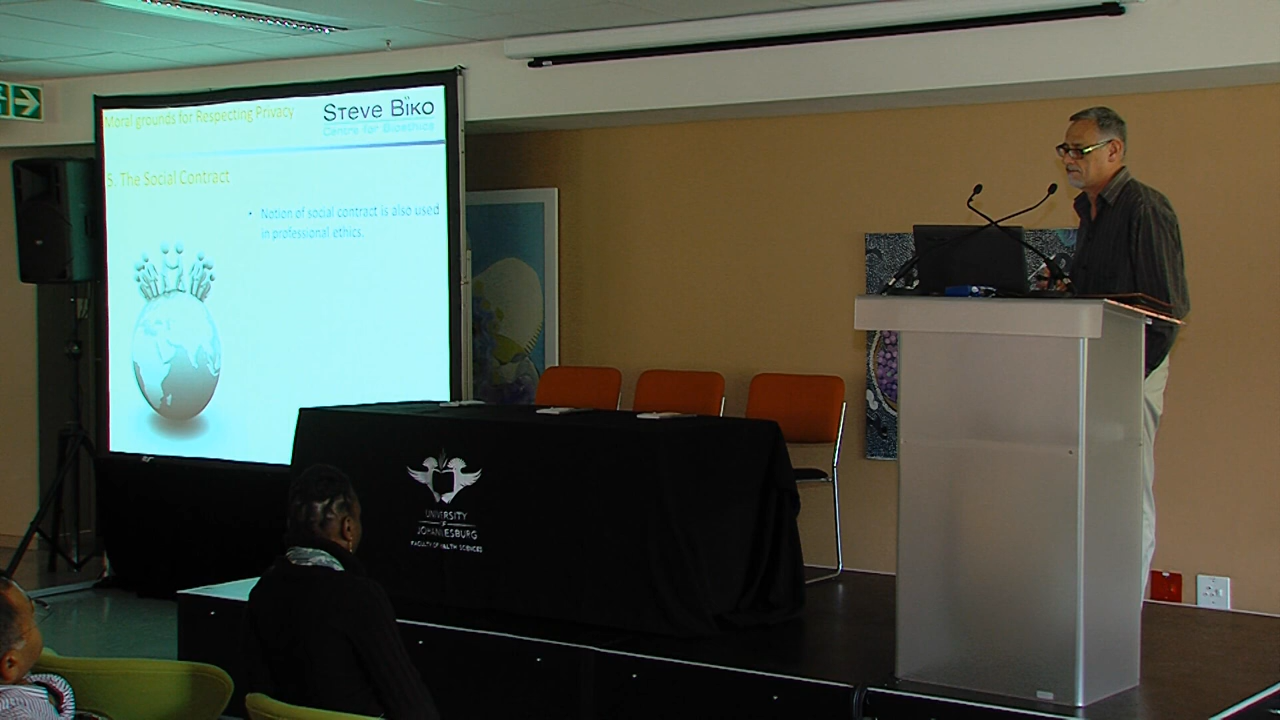 Moral grounds for Respecting Privacy
Steve Biko
Centre for Bioethics
5. The Social Contract
• Notion of social contract is also used
in professional ethics.
UNIVERSITY
OF
JOHANNESBURG
FACULTY OF HEALTH SCIENCES